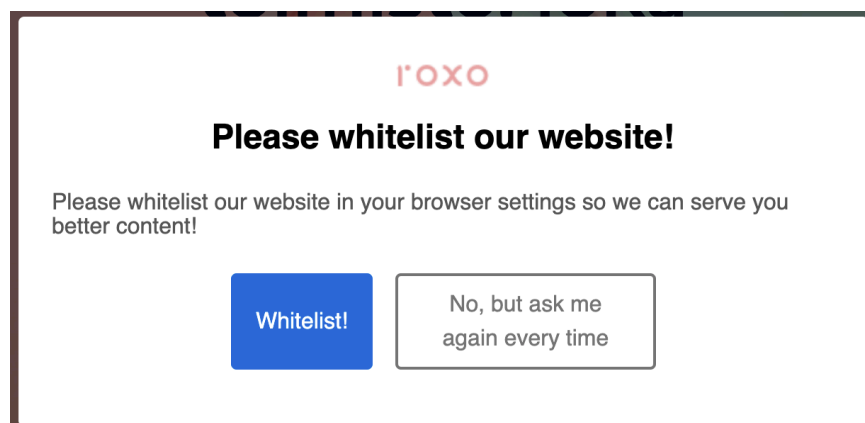 roxo
Please whitelist our website!
Please whitelist our website in your browser settings so we can serve you
better content!
Whitelist!
No, but ask me
again every time